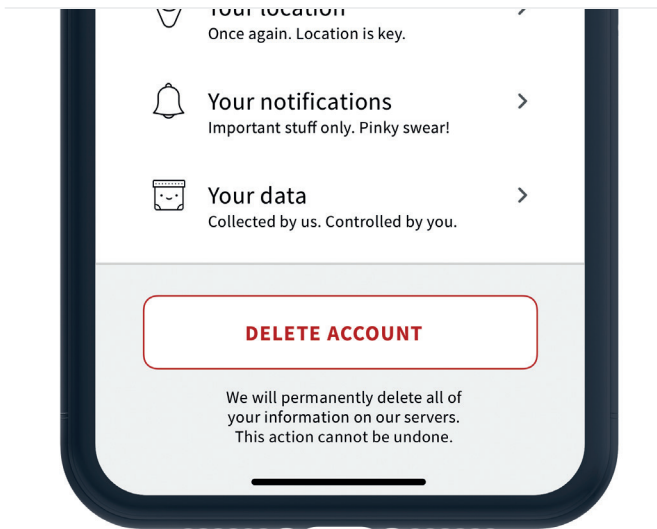 Your location
Once again. Location is key.
Your notifications
Important stuff only. Pinky swear!
Your data
Collected by us. Controlled by you.
DELETE ACCOUNT
We will permanently delete all of
your information on our servers.
This action cannot be undone.